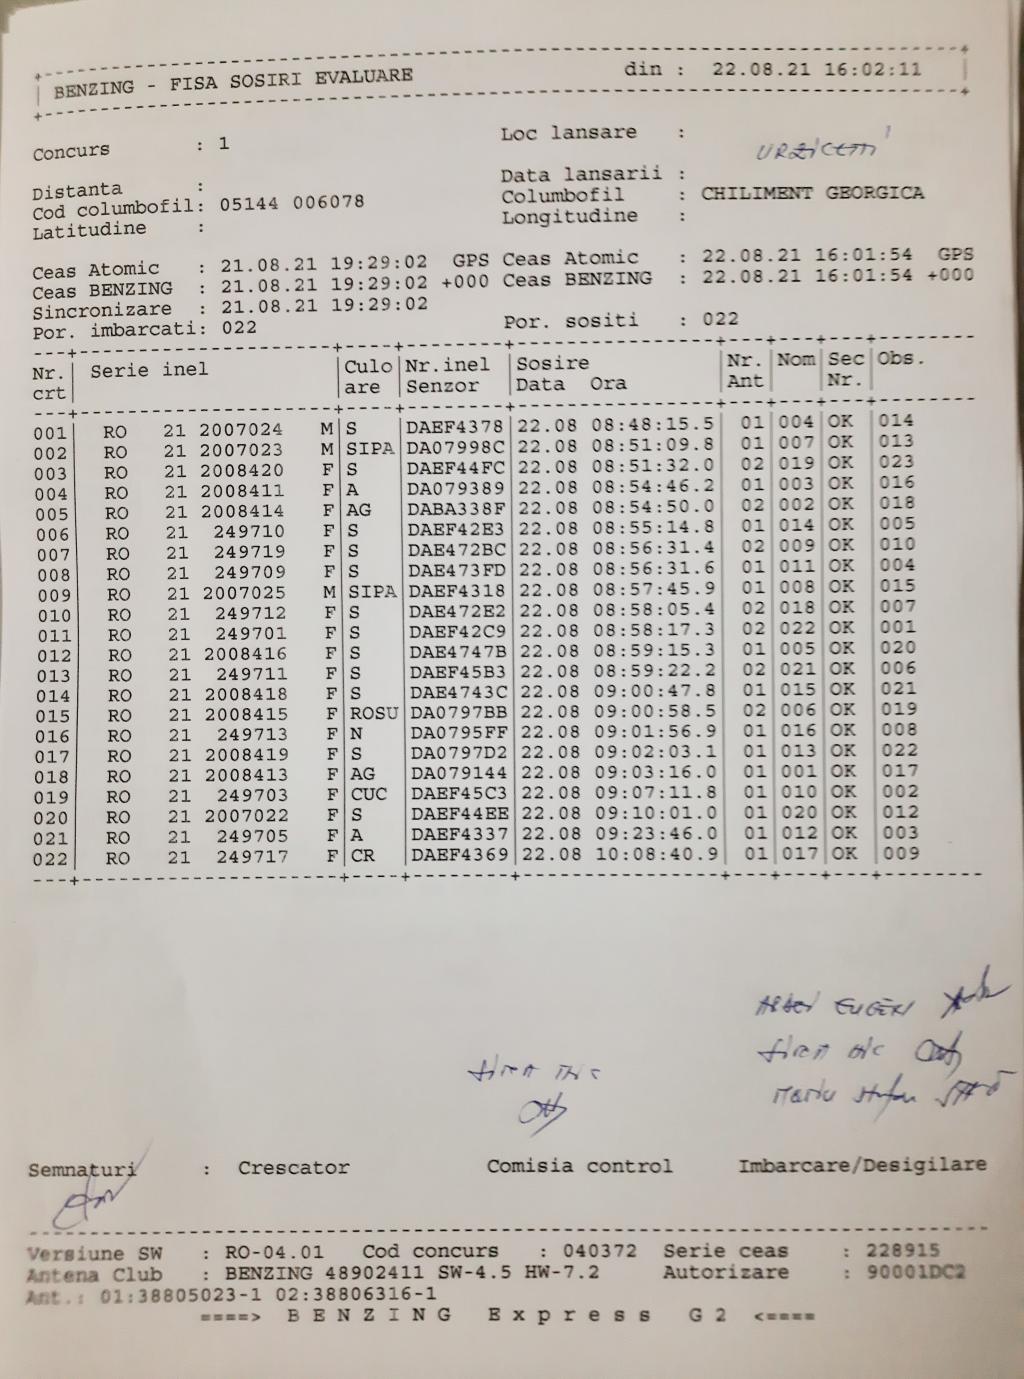 BENZING - FISA SOSIRI EVALUARE din : 22.08.21 16:02:11
Concurs : 1 Loc lansare : URZICENI
Distanta : Data lansarii :
Cod columbofil: 05144 006078 Columbofil : CHILIMENT GEORGICA
Latitudine : Longitudine :
Ceas Atomic : 21.08.21 19:29:02 GPS Ceas Atomic : 22.08.21 16:01:54 GPS
Ceas BENZING : 21.08.21 19:29:02 +000 Ceas BENZING : 22.08.21 16:01:54 +000
Sincronizare : 21.08.21 19:29:02
Por. imbarcati: 022 Por. sositi : 022
Nr. Serie inel Culo Nr.inel Sosire Nr. Nom Sec Obs.
crt are Senzor Data Ora Ant Nr.
001 RO 21 2007024 M S DAEF4378 22.08 08:48:15.5 01 004 OK 014
002 RO 21 2007023 M SIPA DA07998C 22.08 08:51:09.8 01 007 OK 013
003 RO 21 2008420 F S DAEF44FC 22.08 08:51:32.0 02 019 OK 023
004 RO 21 2008411 F A DA079389 22.08 08:54:46.2 01 003 OK 016
005 RO 21 2008414 F AG DABA338F 22.08 08:54:50.0 02 002 OK 018
006 RO 21 249710 F S DAEF42E3 22.08 08:55:14.8 01 014 OK 005
007 RO 21 249719 F S DAE472BC 22.08 08:56:31.4 02 009 OK 010
008 RO 21 249709 F S DAE473FD 22.08 08:56:31.6 01 011 OK 004
009 RO 21 2007025 M SIPA DAEF4318 22.08 08:57:45.9 01 008 OK 015
010 RO 21 249712 F S DAE472E2 22.08 08:58:05.4 02 018 OK 007
011 RO 21 249701 F S DAEF42C9 22.08 08:58:17.3 02 022 OK 001
012 RO 21 2008416 F S DAE4747B 22.08 08:59:15.3 01 005 OK 020
013 RO 21 249711 F S DAEF45B3 22.08 08:59:22.2 02 021 OK 006
014 RO 21 2008418 F S DAE4743C 22.08 09:00:47.8 01 015 OK 021
015 RO 21 2008415 F ROSU DA0797BB 22.08 09:00:58.5 02 006 OK 019
016 RO 21 249713 F N DA0795FF 22.08 09:01:56.9 01 016 OK 008
017 RO 21 2008419 F S DA0797D2 22.08 09:02:03.1 01 013 OK 022
018 RO 21 2008413 F AG DA079144 22.08 09:03:16.0 01 001 OK 017
019 RO 21 249703 F CUC DAEF45C3 22.08 09:07:11.8 01 010 OK 002
020 RO 21 2007022 F S DAEF44EE 22.08 09:10:01.0 01 020 OK 012
021 RO 21 249705 F A DAEF4337 22.08 09:23:46.0 01 012 OK 003
022 RO 21 249717 F CR DAEF4369 22.08 10:08:40.9 01 017 OK 009
EUGEN
Semnaturi : Crescator Comisia control Imbarcare/Desigilare
Versiune SW : RO-04.01 Cod concurs : 040372 Serie ceas : 228915
Antena Club : BENZING 48902411 SW-4.5 HW-7.2 Autorizare : 90001DC2
Ant.: 01:38805023-1 02:38806316-1
====> B E N Z I N G E x p r e s s G 2 <====